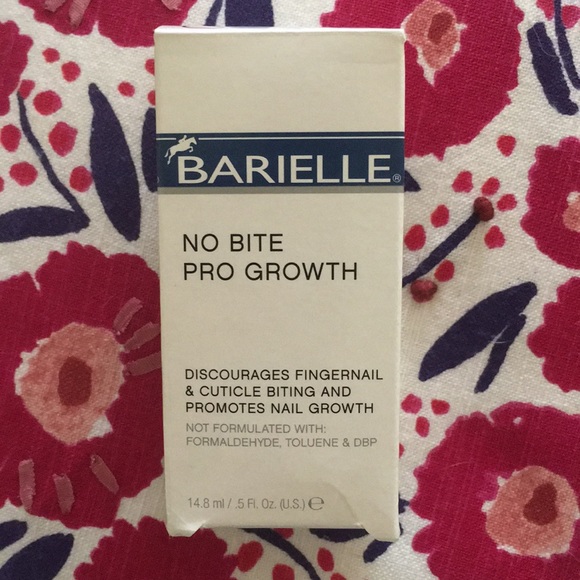 BARIELLE®
NO BITE
PRO GROWTH
DISCOURAGES FINGERNAIL
& CUTICLE BITING AND
PROMOTES NAIL GROWTH
NOT FORMULATED WITH:
FORMALDEHYDE, TOLUENE & DBP
14.8 ml / .5 Fl. Oz. (U.S.) ℮